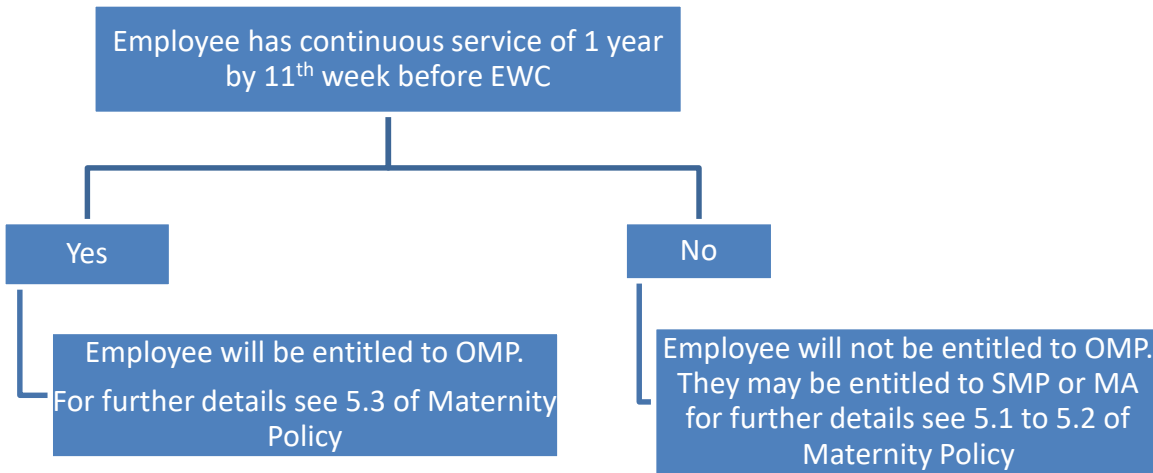 Employee has continuous service of 1 year
by 11th week before EWC
Yes
No
Employee will be entitled to OMP.
For further details see 5.3 of Maternity
Policy
Employee will not be entitled to OMP.
They may be entitled to SMP or MA
for further details see 5.1 to 5.2 of
Maternity Policy